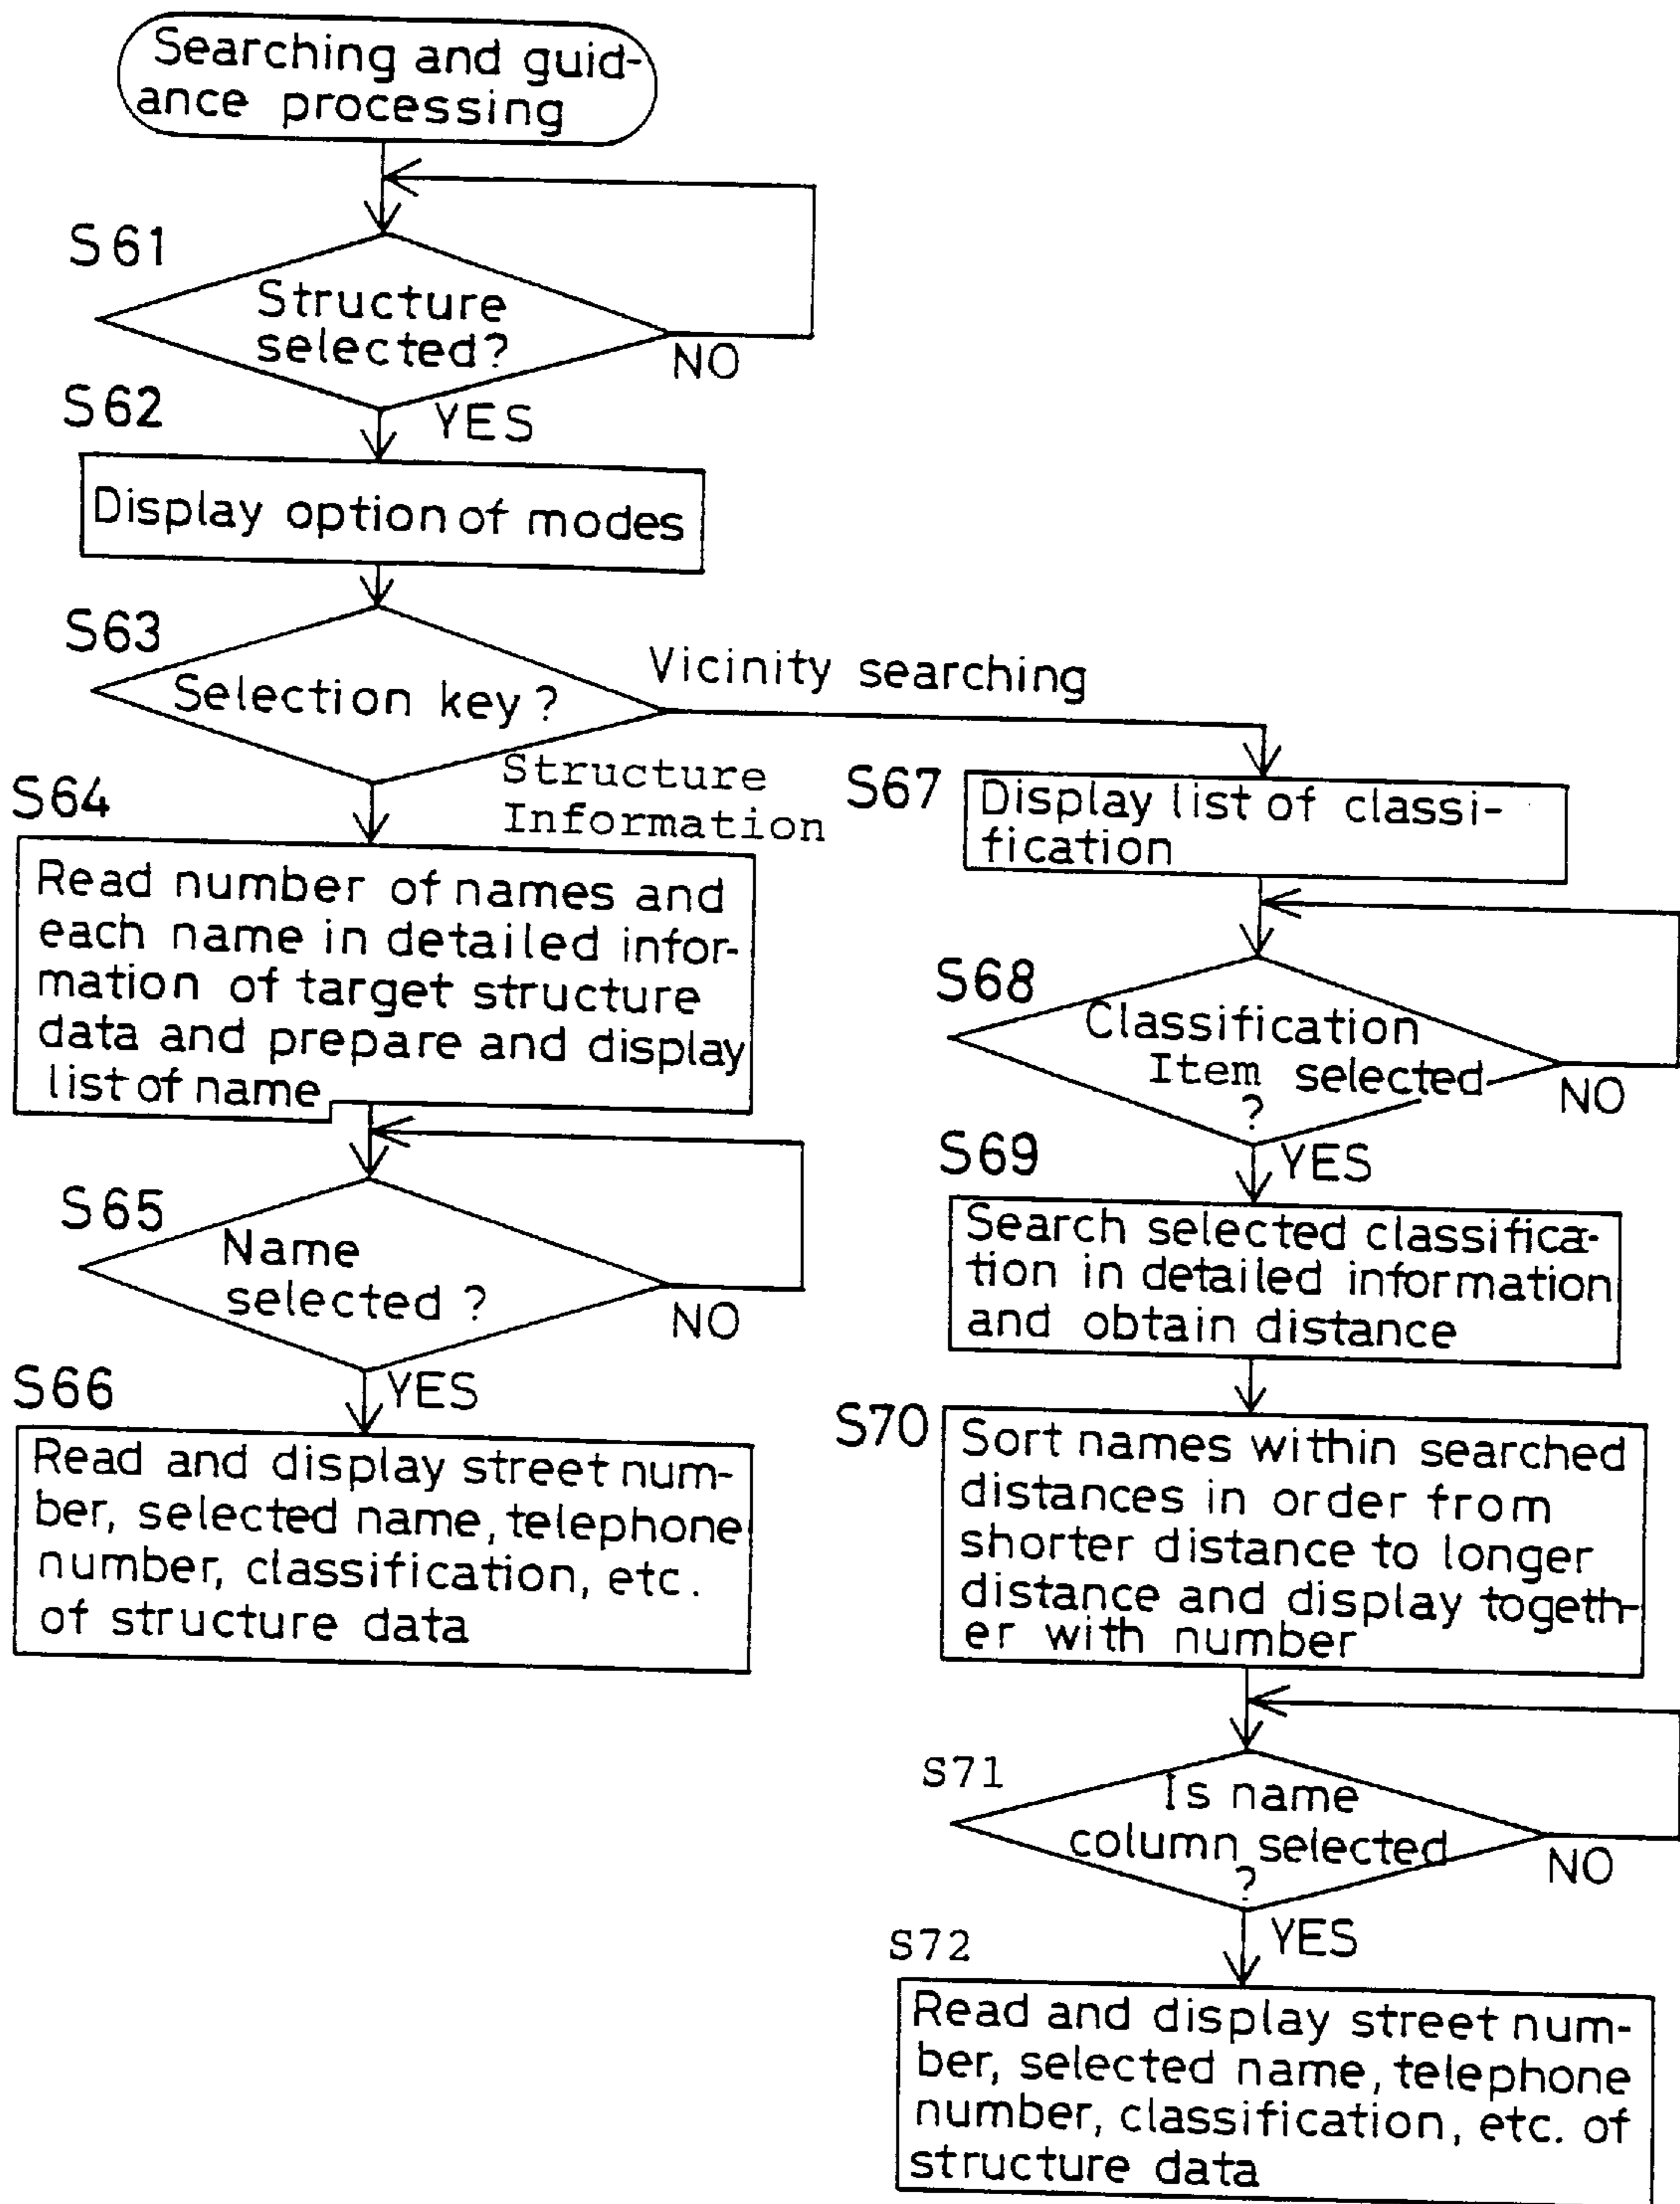 Searching and guid-
ance processing
S61
Structure
selected?
NO
S62
YES
Display option of modes
S63
Selection key?
Vicinity searching
Structure
Information
S64
Read number of names and
each name in detailed infor-
mation of target structure
data and prepare and display
list of name
S65
Name
selected?
NO
YES
S66
Read and display street num-
ber, selected name, telephone
number, classification, etc.
of structure data
S67
Display list of classi-
fication
S68
Classification
Item selected
?
NO
S69
YES
Search selected classifica-
tion in detailed information
and obtain distance
S70
Sort names within searched
distances in order from
shorter distance to longer
distance and display togeth-
er with number
S71
Is name
column selected
?
NO
YES
S72
Read and display street num-
ber, selected name, telephone
number, classification, etc. of
structure data